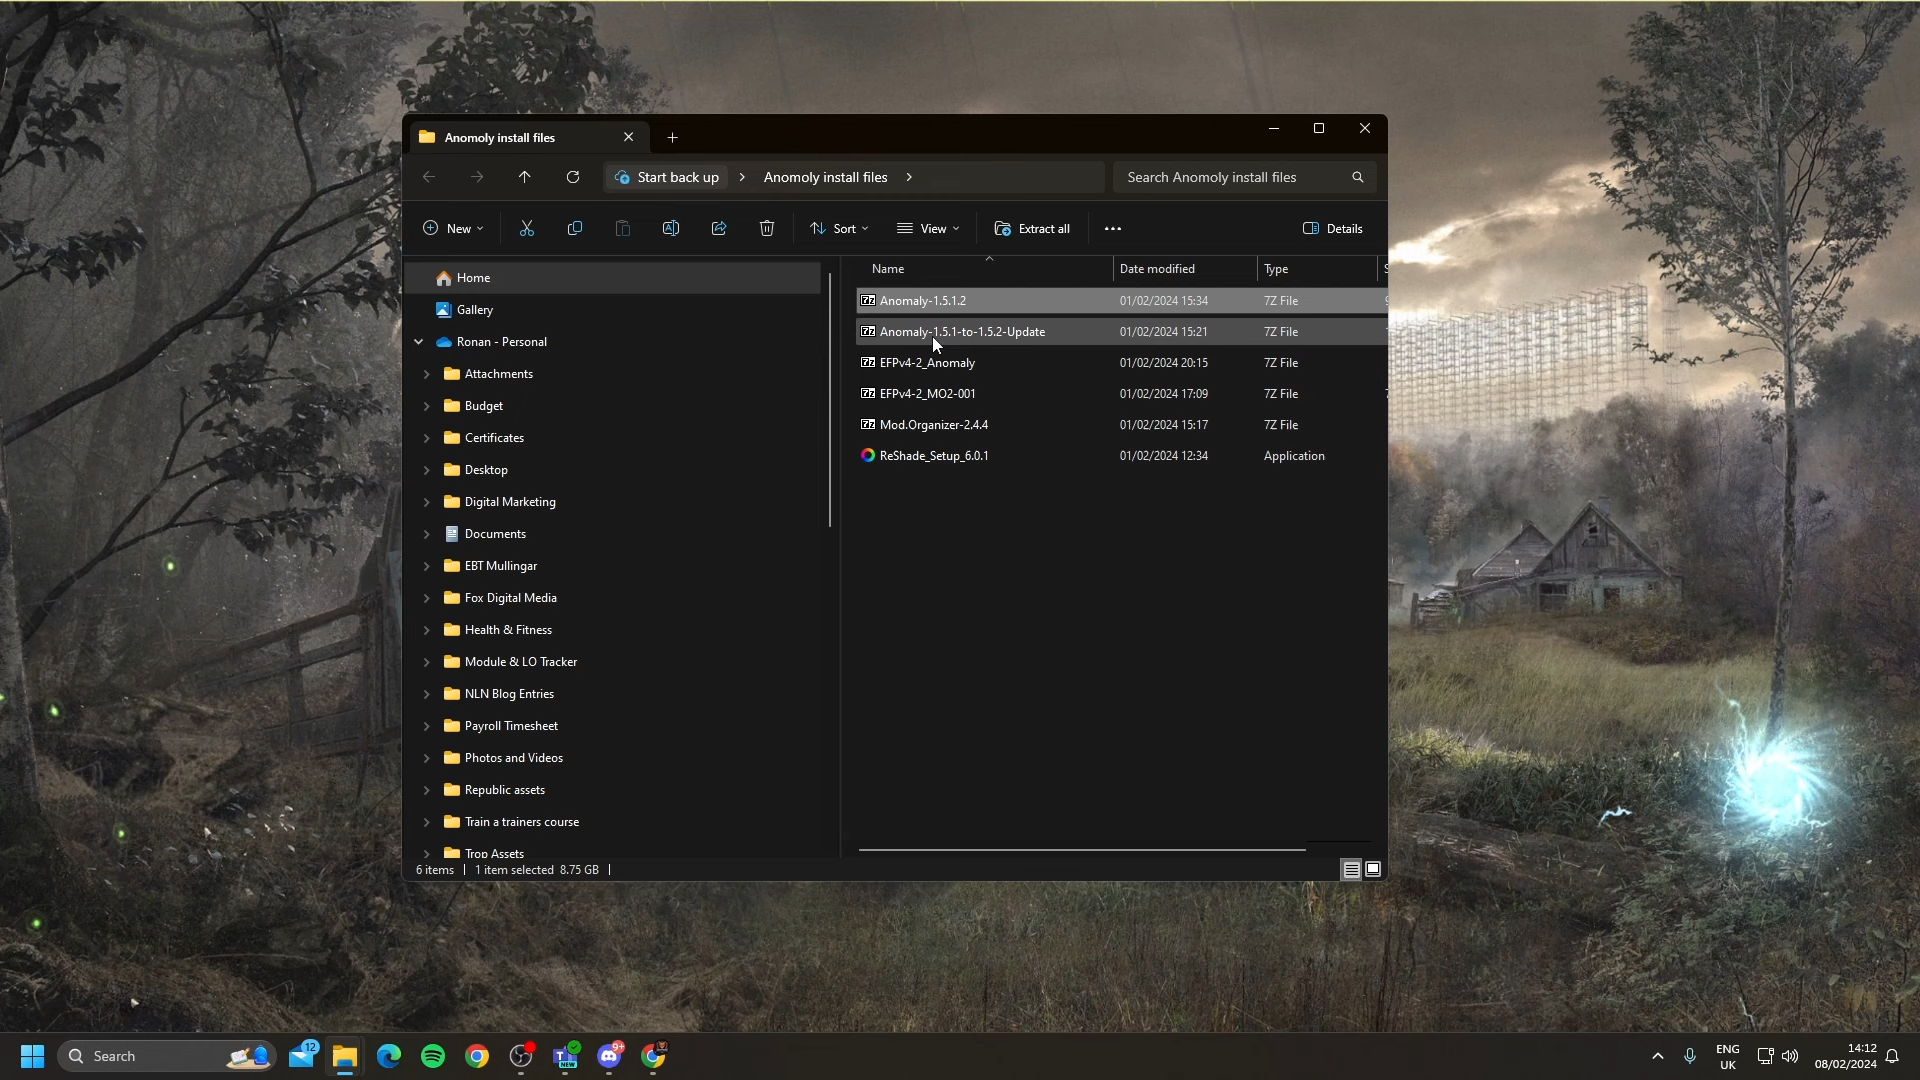 Anomoly install files
Start back up
Anomoly install files
Search Anomoly install files
New
Sort
View
Extract all
Details
Home
Gallery
Ronan - Personal
Attachments
Budget
Certificates
Desktop
Digital Marketing
Documents
EBT Mullingar
Fox Digital Media
Health & Fitness
Module & LO Tracker
NLN Blog Entries
Payroll Timesheet
Photos and Videos
Republic assets
Train a trainers course
Trop Assets
Name Date modified Type
Anomaly-1.5.1.2 01/02/2024 15:34 7Z File
Anomaly-1.5.1-to-1.5.2-Update 01/02/2024 15:21 7Z File
EFPv4-2_Anomaly 01/02/2024 20:15 7Z File
EFPv4-2_MO2-001 01/02/2024 17:09 7Z File
Mod.Organizer-2.4.4 01/02/2024 15:17 7Z File
ReShade_Setup_6.0.1 01/02/2024 12:34 Application
6 items 1 item selected 8.75 GB
Search
12
NEW
9+
ENG
UK
14:12
08/02/2024